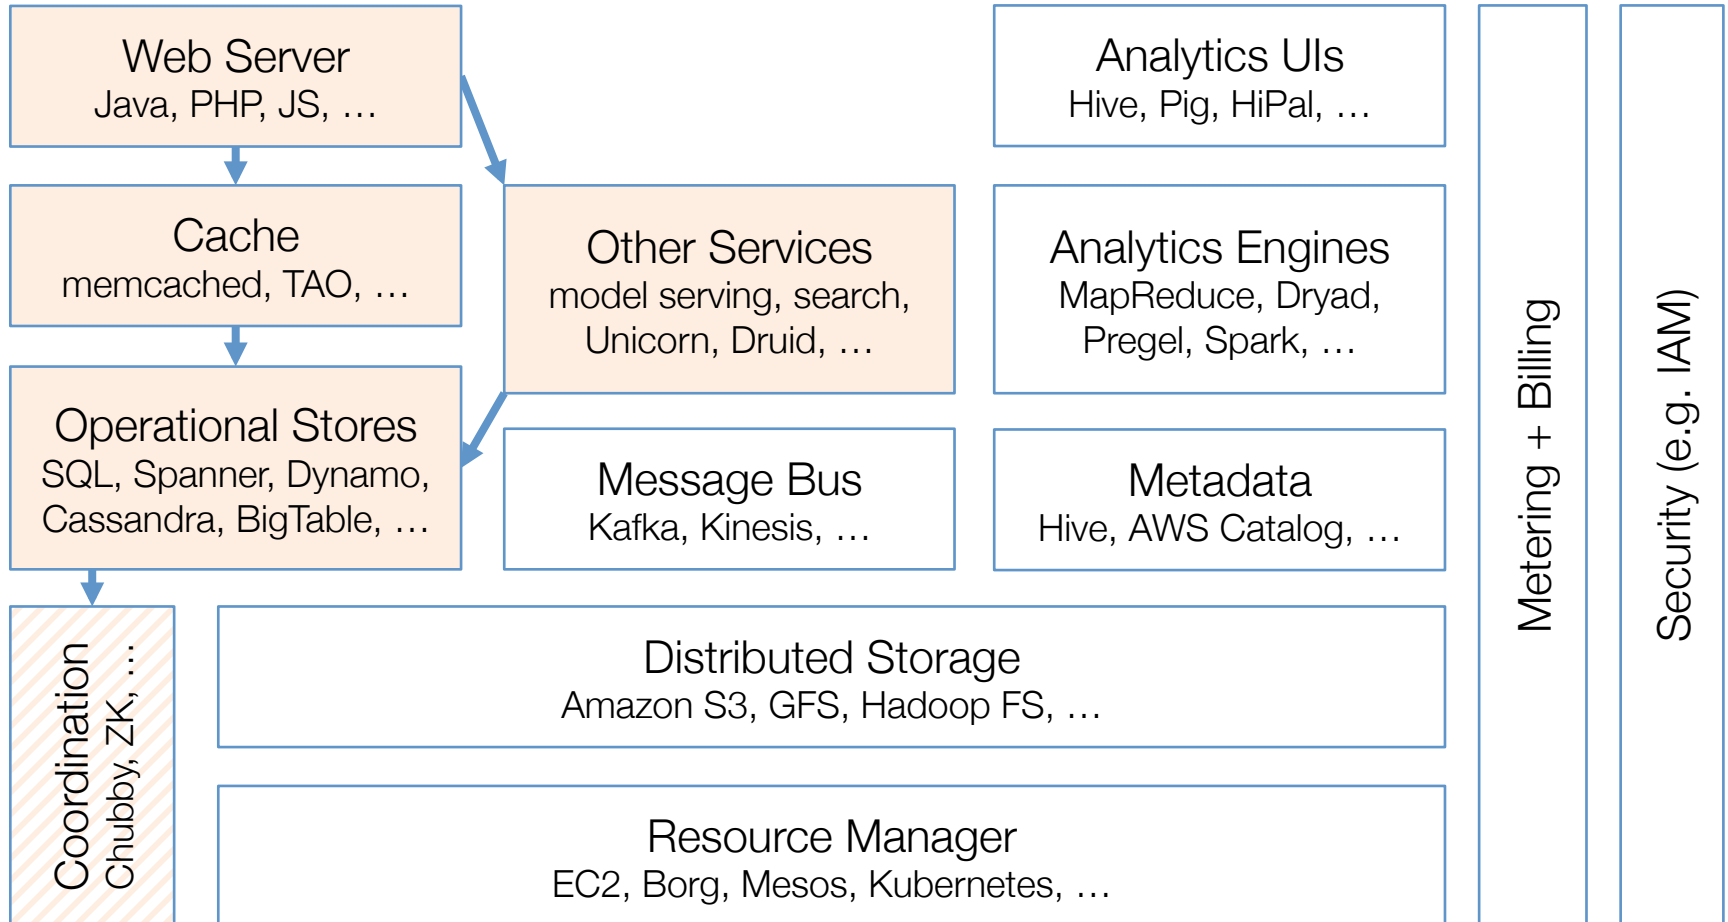 Web Server
Java, PHP, JS, …
Analytics UIs
Hive, Pig, HiPal, …
Cache
memcached, TAO, …
Other Services
model serving, search,
Unicorn, Druid, …
Analytics Engines
MapReduce, Dryad,
Pregel, Spark, …
Operational Stores
SQL, Spanner, Dynamo,
Cassandra, BigTable, …
Message Bus
Kafka, Kinesis, …
Metadata
Hive, AWS Catalog, …
Coordination
Chubby, ZK, …
Distributed Storage
Amazon S3, GFS, Hadoop FS, …
Resource Manager
EC2, Borg, Mesos, Kubernetes, …
Metering + Billing
Security (e.g. IAM)